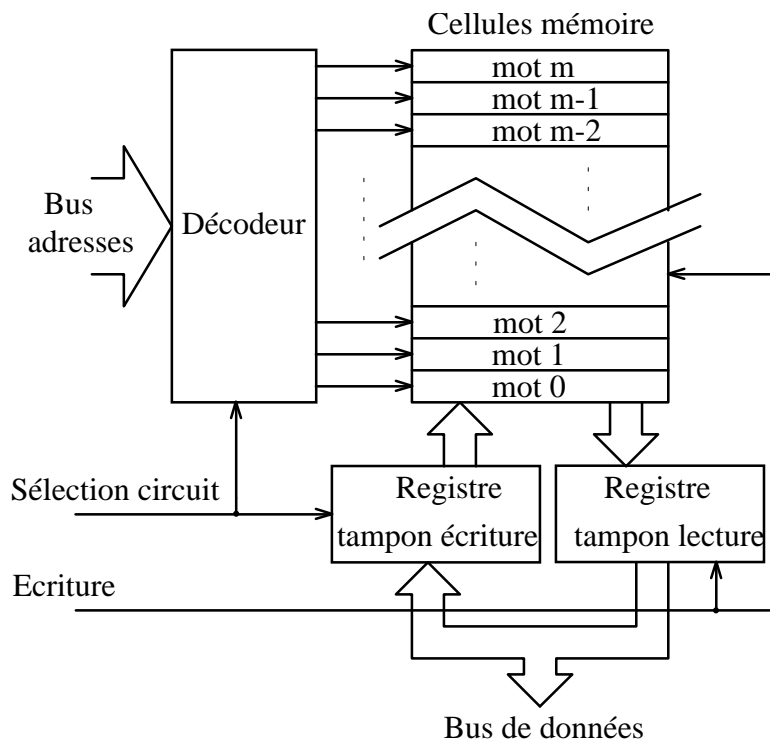 Cellules mémoire
mot m
mot m-1
mot m-2
Bus
adresses
Décodeur
mot 2
mot 1
mot 0
Sélection circuit
Registre
tampon écriture
Registre
tampon lecture
Ecriture
Bus de données